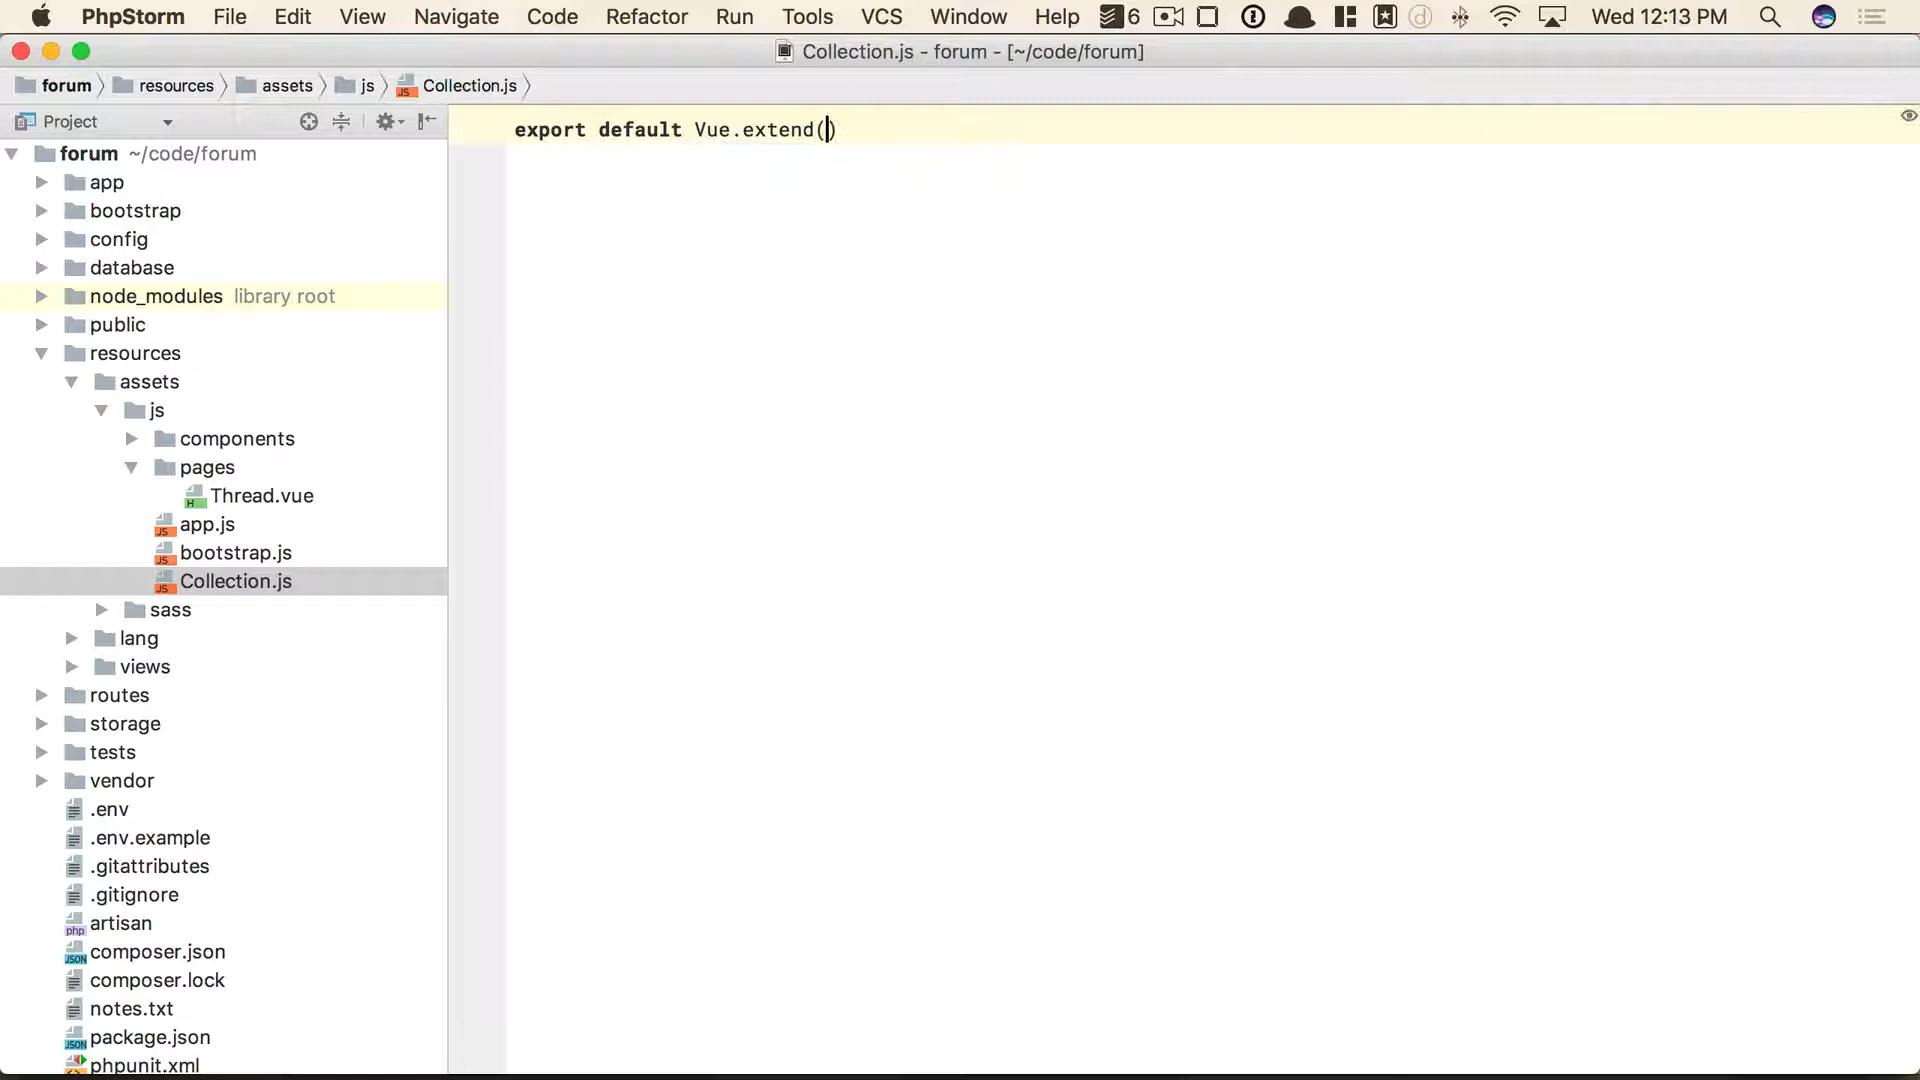 PhpStorm File Edit View Navigate Code Refactor Run Tools VCS Window Help 6 Wed 12:13 PM
Collection.js - forum - [~/code/forum]
forum resources assets js Collection.js
Project
export default Vue.extend()
forum ~/code/forum
app
bootstrap
config
database
node_modules library root
public
resources
assets
js
components
pages
Thread.vue
app.js
bootstrap.js
Collection.js
sass
lang
views
routes
storage
tests
vendor
.env
.env.example
.gitattributes
.gitignore
artisan
composer.json
composer.lock
notes.txt
package.json
phpunit.xml